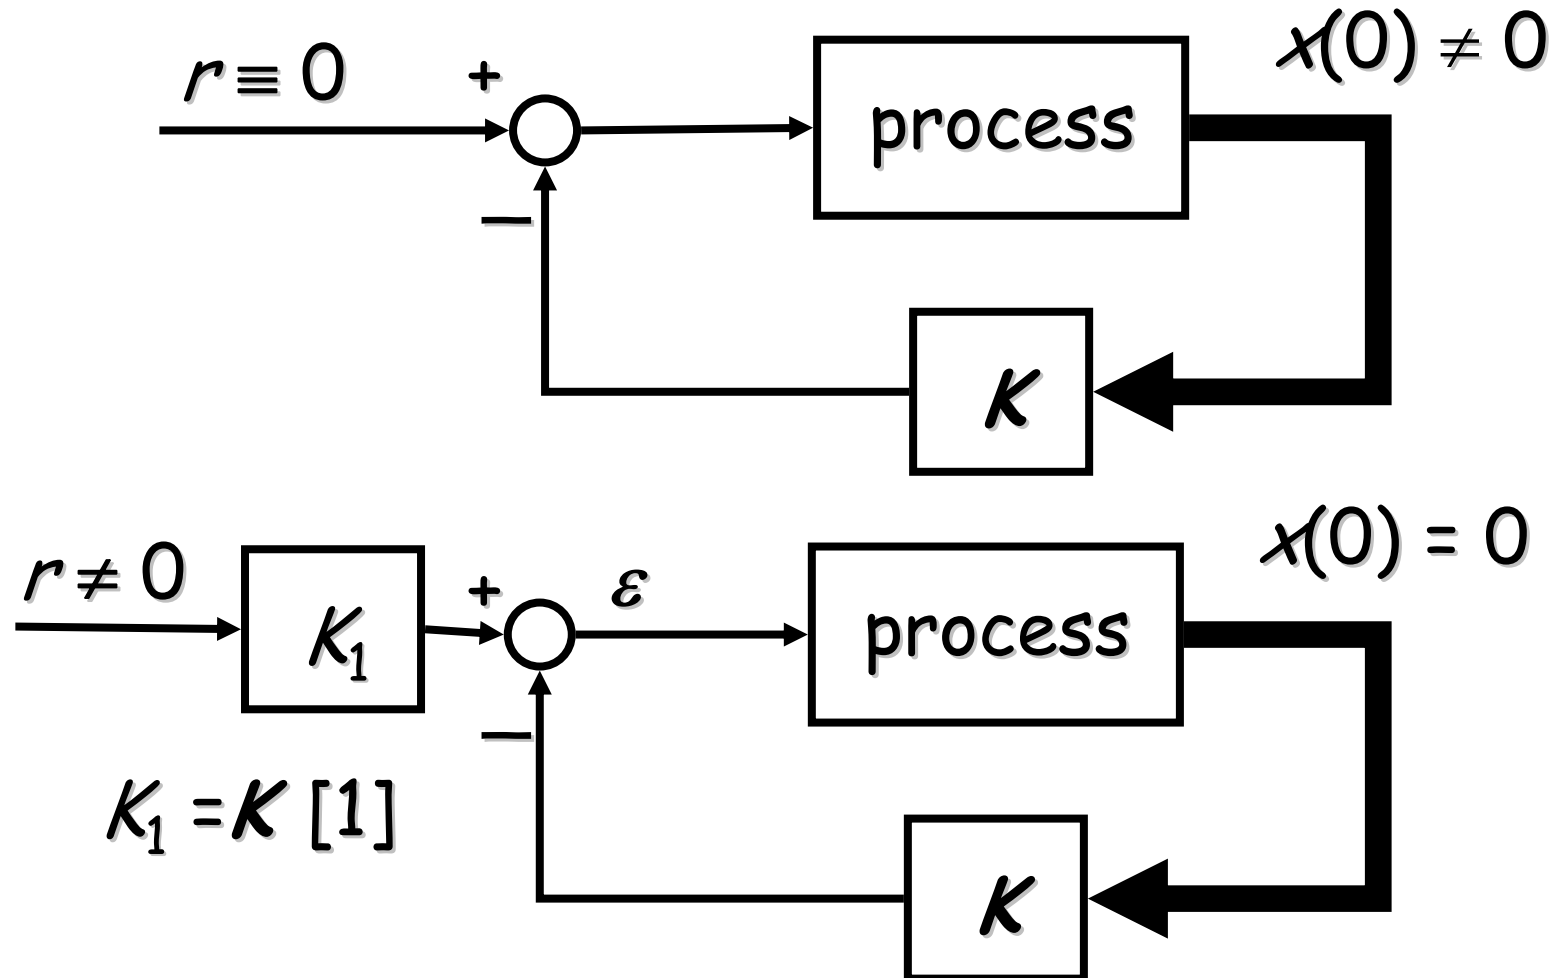 r ≡ 0
+
process
x(0) ≠ 0
−
K
r ≠ 0
K₁
+
ε
process
x(0) = 0
−
K₁ = K [1]
K